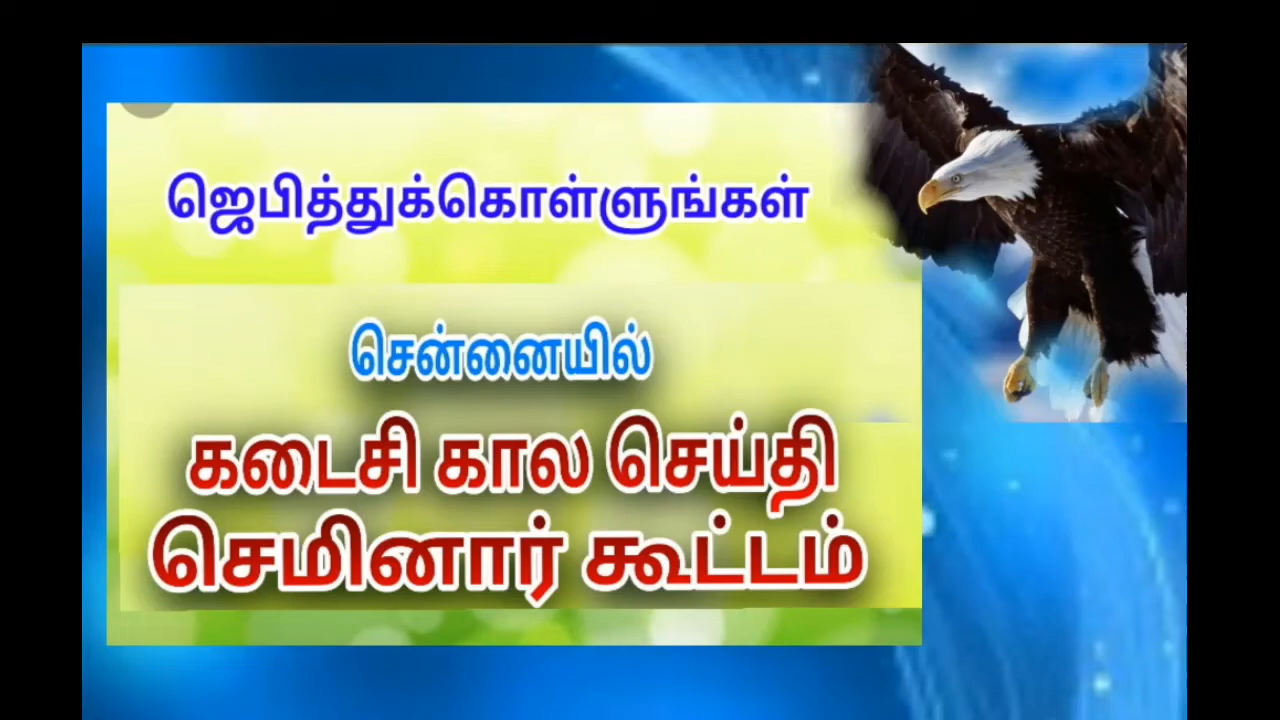 ஜெபித்துக்கொள்ளுங்கள்
சென்னையில்
கடைசி கால செய்தி
செமினார் கூட்டம்